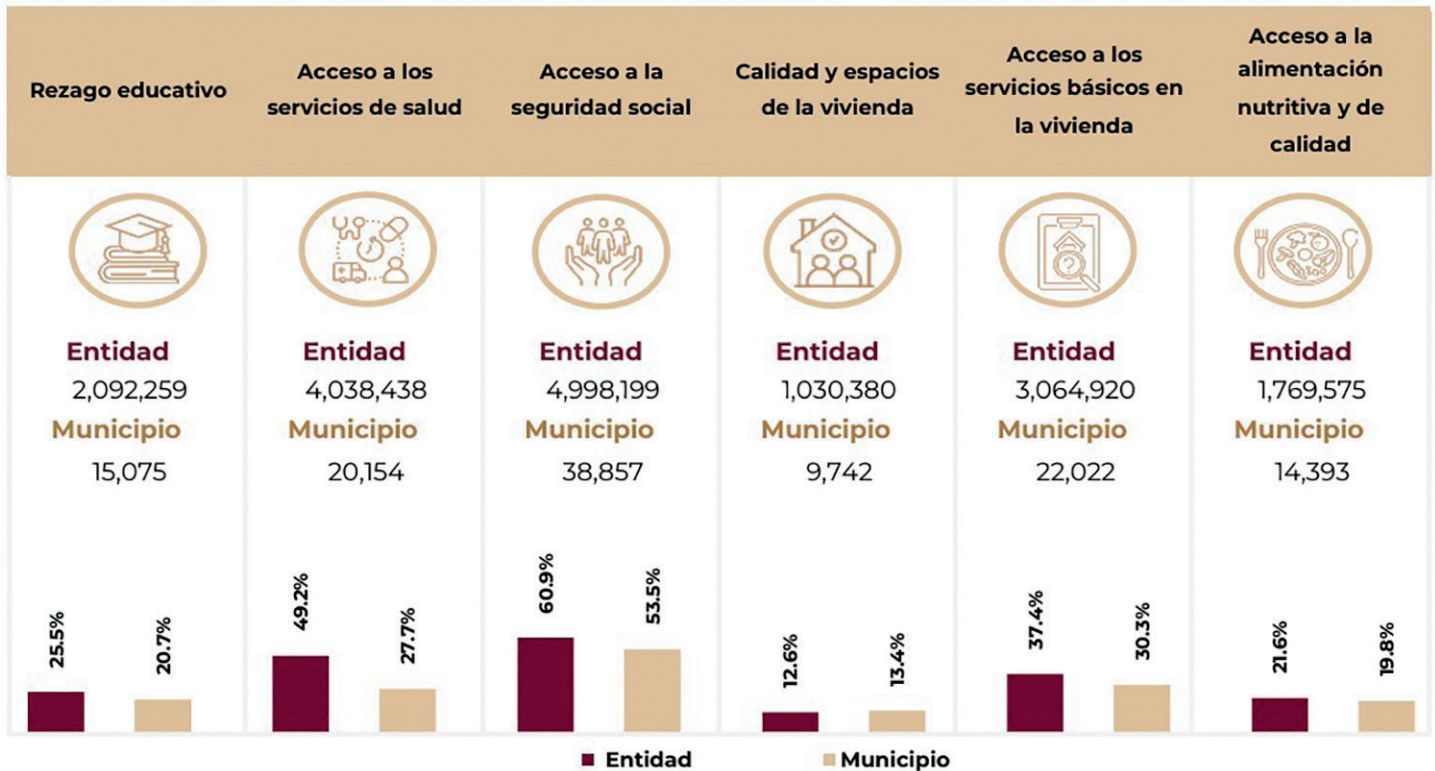 Rezago educativo
Acceso a los
servicios de salud
Acceso a la
seguridad social
Calidad y espacios
de la vivienda
Acceso a los
servicios básicos en
la vivienda
Acceso a la
alimentación
nutritiva y de
calidad
Entidad
2,092,259
Municipio
15,075
Entidad
4,038,438
Municipio
20,154
Entidad
4,998,199
Municipio
38,857
Entidad
1,030,380
Municipio
9,742
Entidad
3,064,920
Municipio
22,022
Entidad
1,769,575
Municipio
14,393
25.5%
20.7%
49.2%
27.7%
60.9%
53.5%
12.6%
13.4%
37.4%
30.3%
21.6%
19.8%
Entidad
Municipio